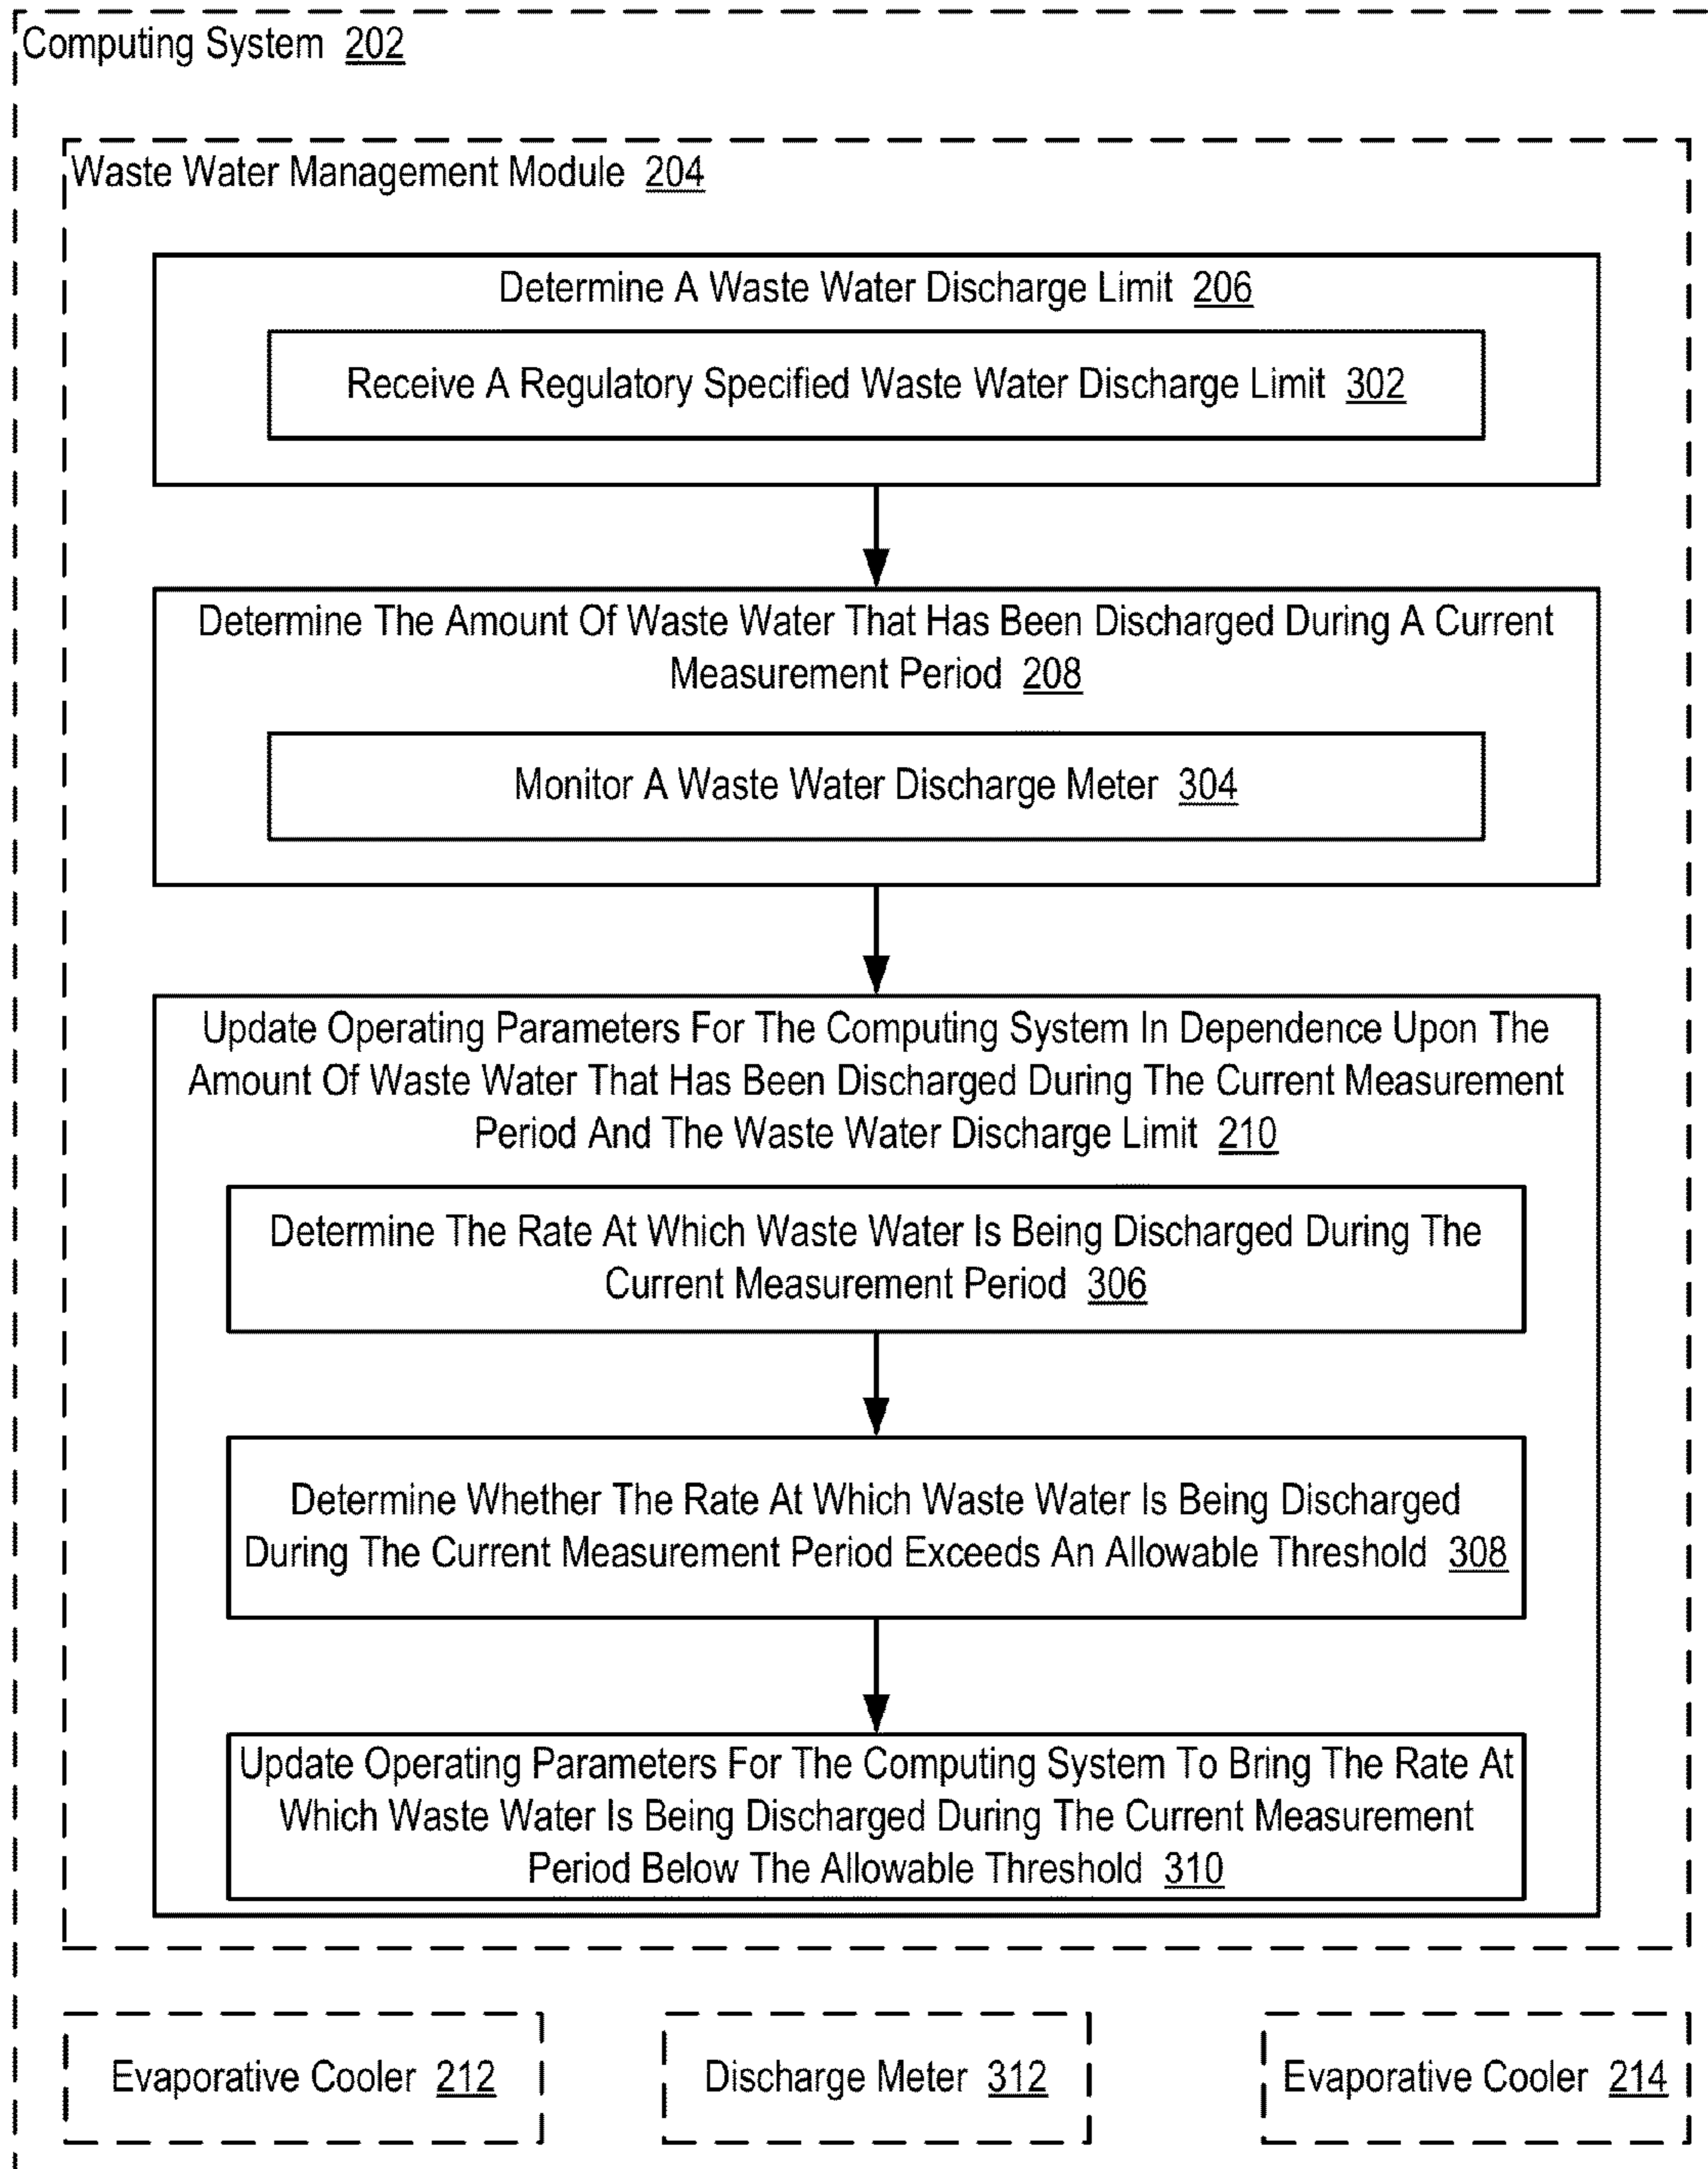 Computing System 202
Waste Water Management Module 204
Determine A Waste Water Discharge Limit 206
Receive A Regulatory Specified Waste Water Discharge Limit 302
Determine The Amount Of Waste Water That Has Been Discharged During A Current
Measurement Period 208
Monitor A Waste Water Discharge Meter 304
Update Operating Parameters For The Computing System In Dependence Upon The
Amount Of Waste Water That Has Been Discharged During The Current Measurement
Period And The Waste Water Discharge Limit 210
Determine The Rate At Which Waste Water Is Being Discharged During The
Current Measurement Period 306
Determine Whether The Rate At Which Waste Water Is Being Discharged
During The Current Measurement Period Exceeds An Allowable Threshold 308
Update Operating Parameters For The Computing System To Bring The Rate At
Which Waste Water Is Being Discharged During The Current Measurement
Period Below The Allowable Threshold 310
Evaporative Cooler 212
Discharge Meter 312
Evaporative Cooler 214